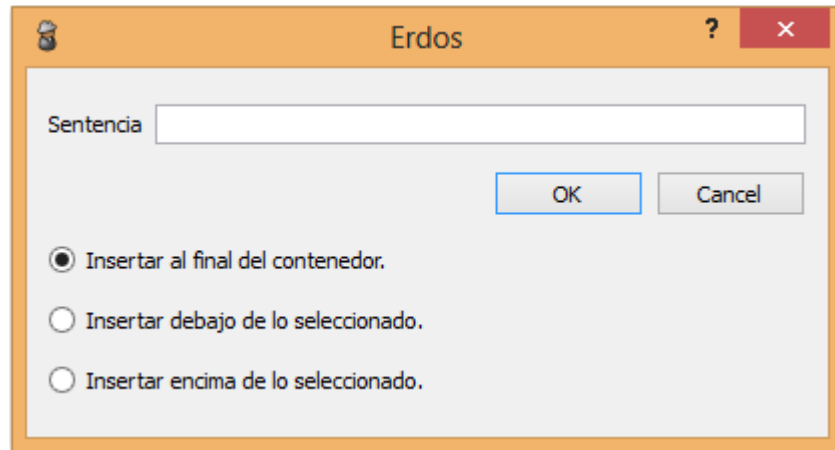 Erdos
?
Sentencia
OK Cancel
Insertar al final del contenedor.
Insertar debajo de lo seleccionado.
Insertar encima de lo seleccionado.